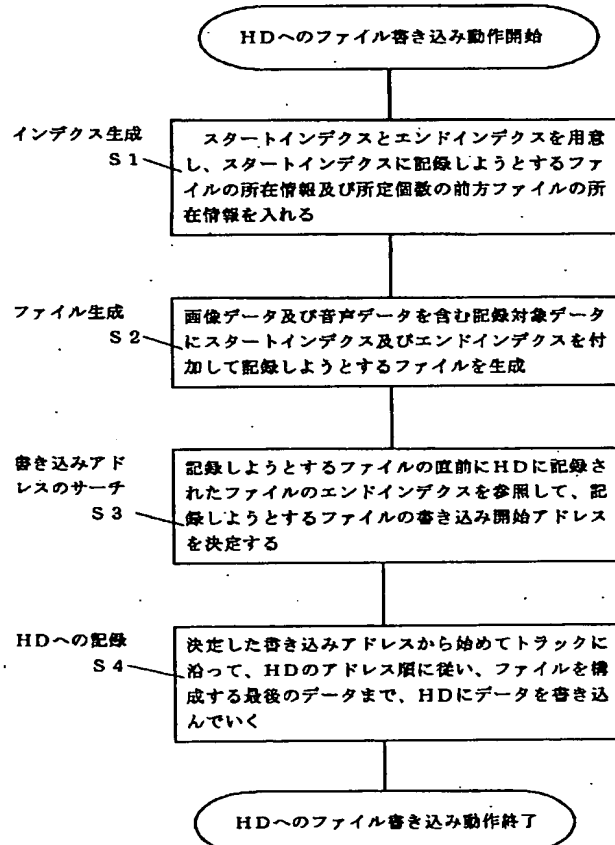 HDへのファイル書き込み動作開始
インデクス生成
S1
スタートインデクスとエンドインデクスを用意
し、スタートインデクスに記録しようとするファ
イルの所在情報及び所定個数の前方ファイルの所
在情報を入れる
ファイル生成
S2
画像データ及び音声データを含む記録対象データ
にスタートインデクス及びエンドインデクスを付
加して記録しようとするファイルを生成
書き込みアド
レスのサーチ
S3
記録しようとするファイルの直前にHDに記録さ
れたファイルのエンドインデクスを参照して、記
録しようとするファイルの書き込み開始アドレス
を決定する
HDへの記録
S4
決定した書き込みアドレスから始めてトラックに
沿って、HDのアドレス順に従い、ファイルを構
成する最後のデータまで、HDにデータを書き込
んでいく
HDへのファイル書き込み動作終了